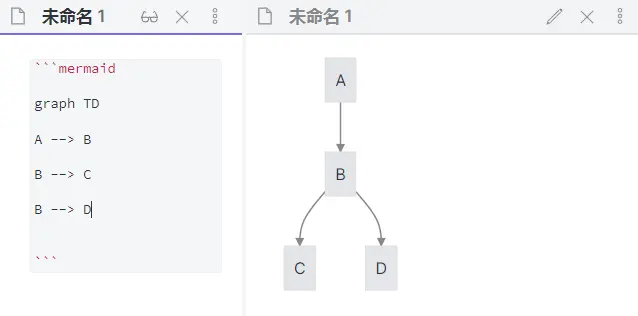 未命名 1
未命名 1
```mermaid
graph TD
A --> B
B --> C
B --> D
```
A
B
C D